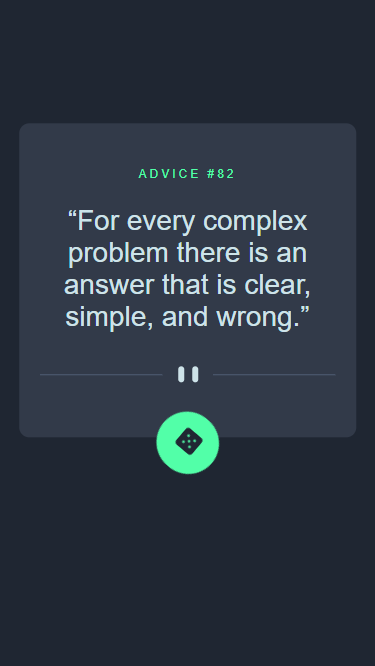 ADVICE #82
“For every complex
problem there is an
answer that is clear,
simple, and wrong.”